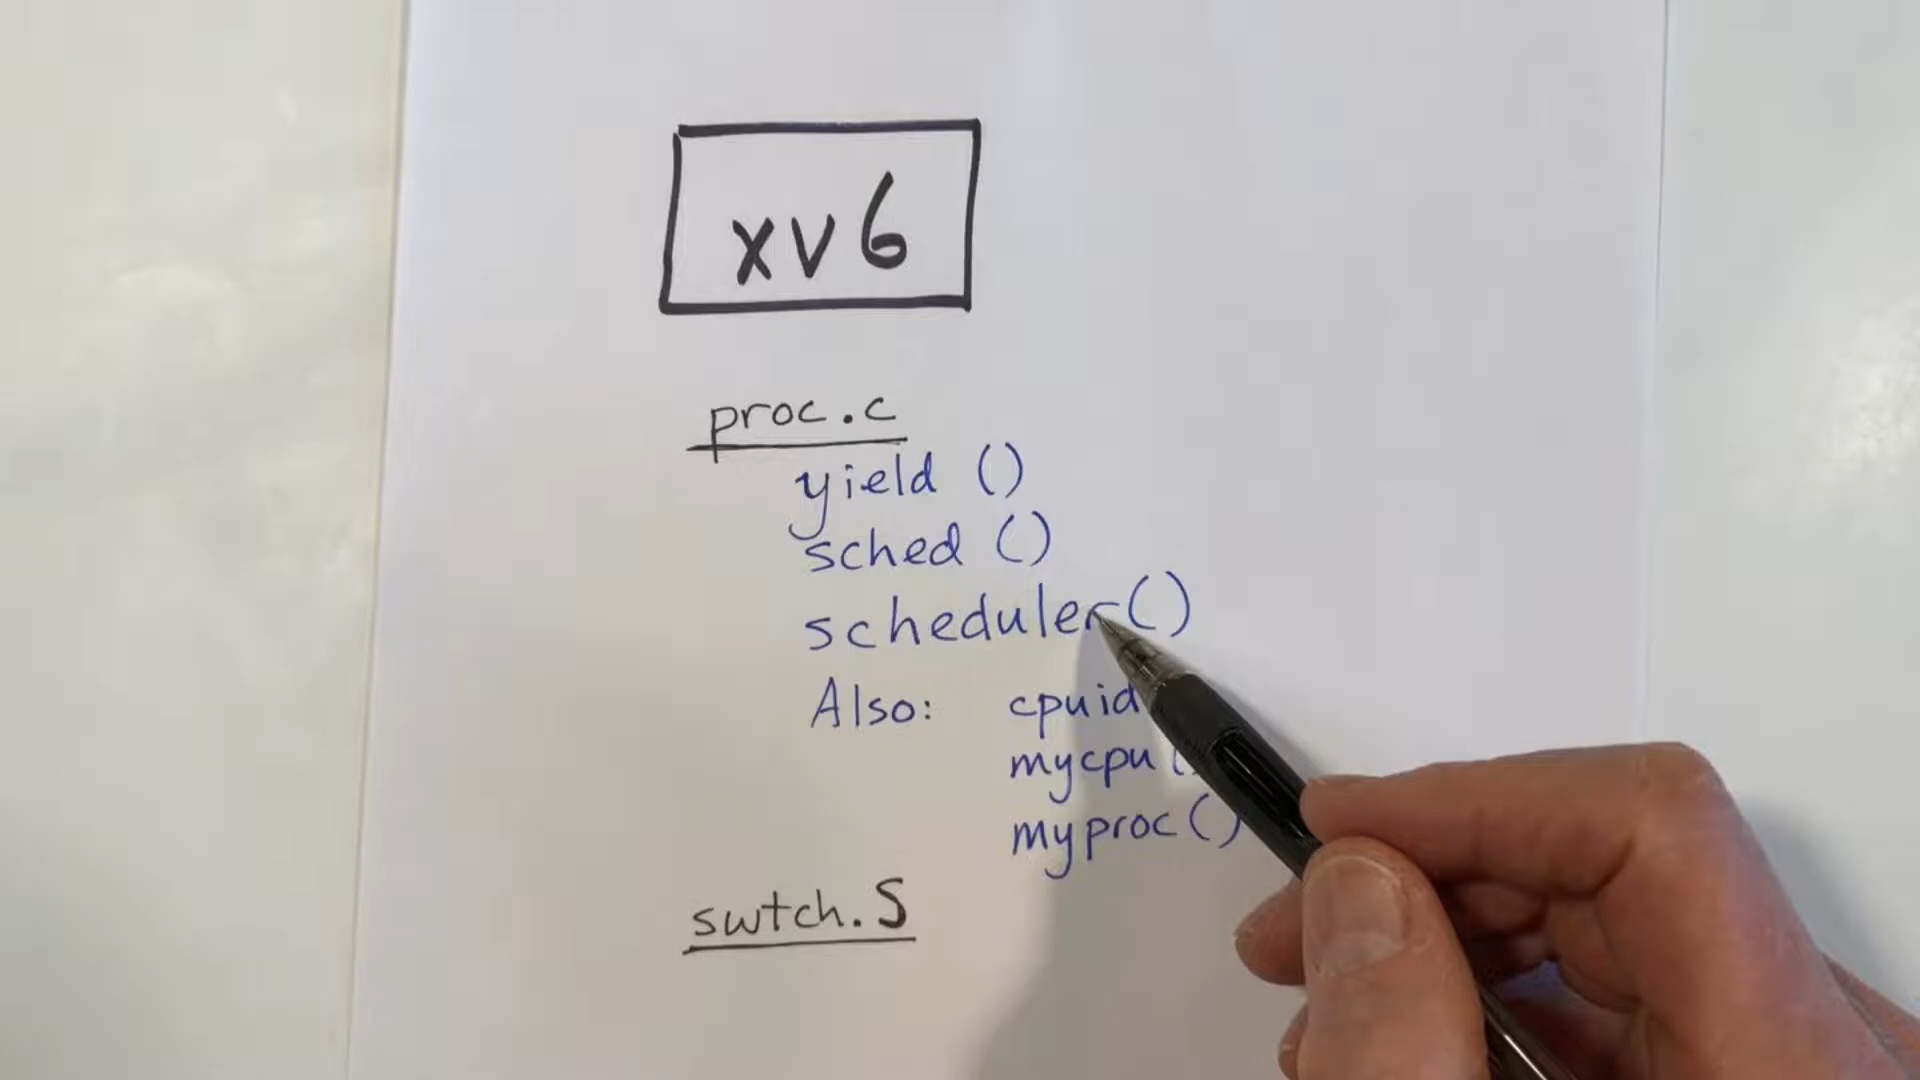 xv6
proc.c
yield ()
sched ()
scheduler()
Also: cpuid
mycpu (
myproc()
swtch.S